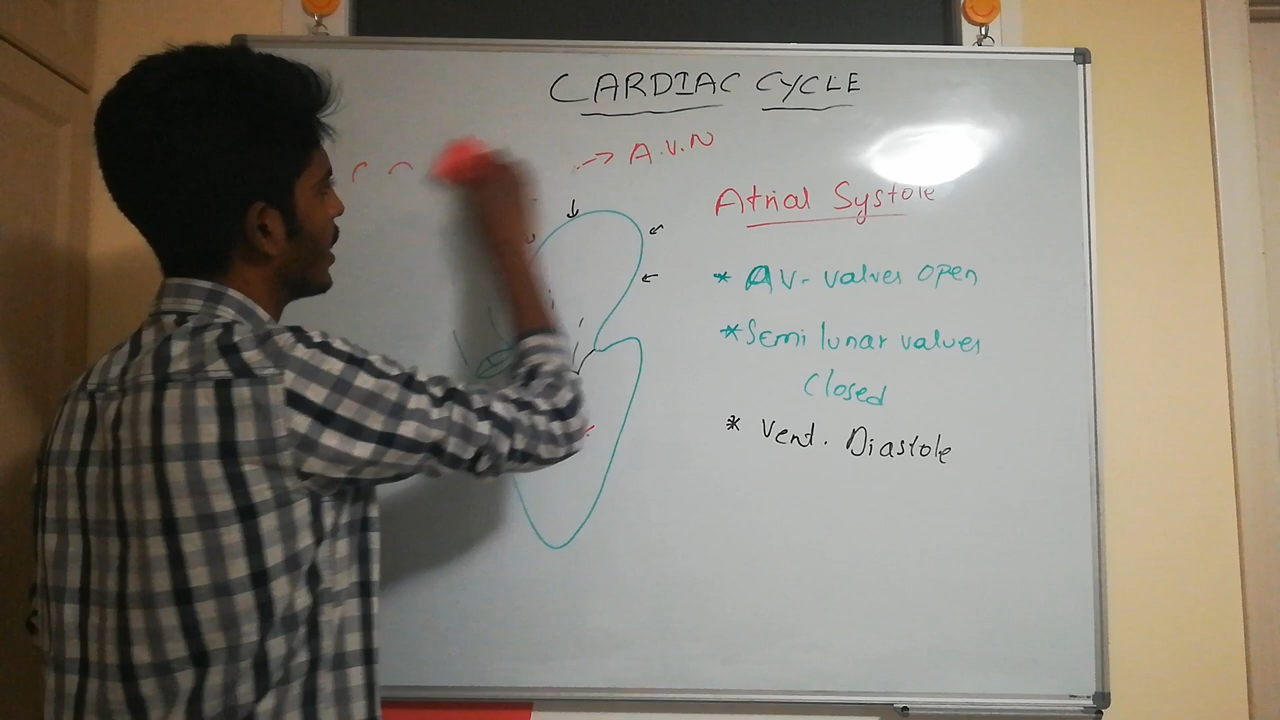 CARDIAC CYCLE
→ A.V.N
Atrial Systole
* AV- valves open
* Semi lunar valves
Closed
* Vent. Diastole